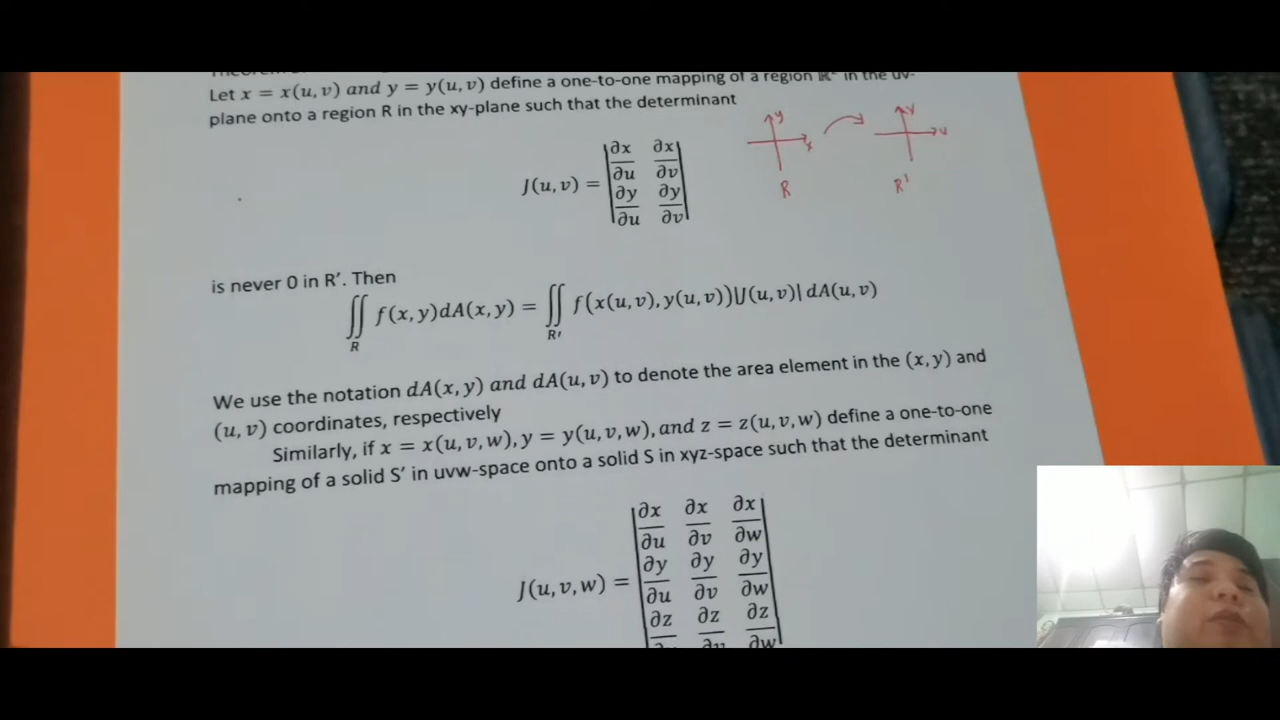 Let x = x(u, v) and y = y(u, v) define a one-to-one mapping of a region ℝ' in the uv-
plane onto a region R in the xy-plane such that the determinant
y
x
R
v
u
R'
J(u, v) = | ∂x/∂u ∂x/∂v |
| ∂y/∂u ∂y/∂v |
is never 0 in R′. Then
∬_R f(x, y)dA(x, y) = ∬_R′ f(x(u, v), y(u, v))|J(u, v)| dA(u, v)
We use the notation dA(x, y) and dA(u, v) to denote the area element in the (x, y) and
(u, v) coordinates, respectively
Similarly, if x = x(u, v, w), y = y(u, v, w), and z = z(u, v, w) define a one-to-one
mapping of a solid S′ in uvw-space onto a solid S in xyz-space such that the determinant
J(u, v, w) = | ∂x/∂u ∂x/∂v ∂x/∂w |
| ∂y/∂u ∂y/∂v ∂y/∂w |
| ∂z ∂z ∂z/∂w |